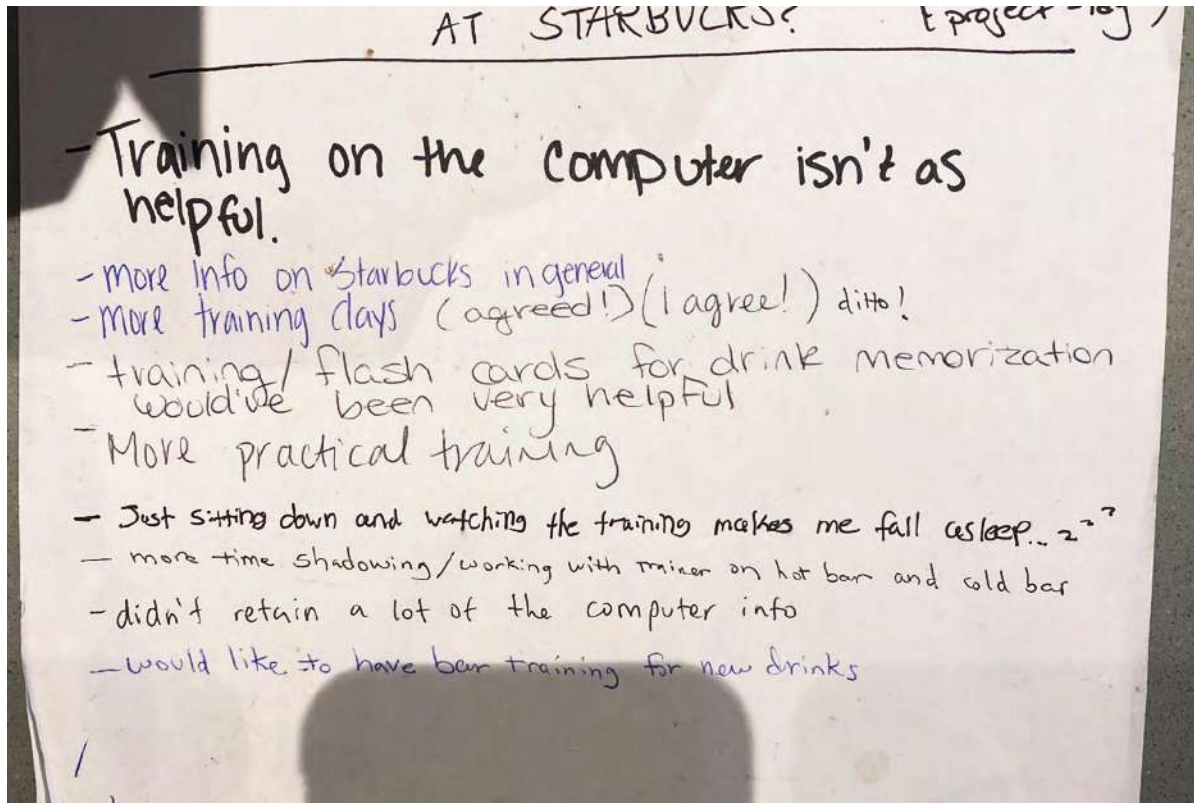 AT STARBUCKS?
- Training on the computer isn't as
helpful.
- more info on Starbucks in general
- More training days (agreed!) (I agree!) ditto!
- training/flash cards for drink memorization
would've been very helpful
- More practical training
- Just sitting down and watching the training makes me fall asleep.. zzz
- more time shadowing/working with trainer on hot bar and cold bar
- didn't retain a lot of the computer info
- would like to have bar training for new drinks